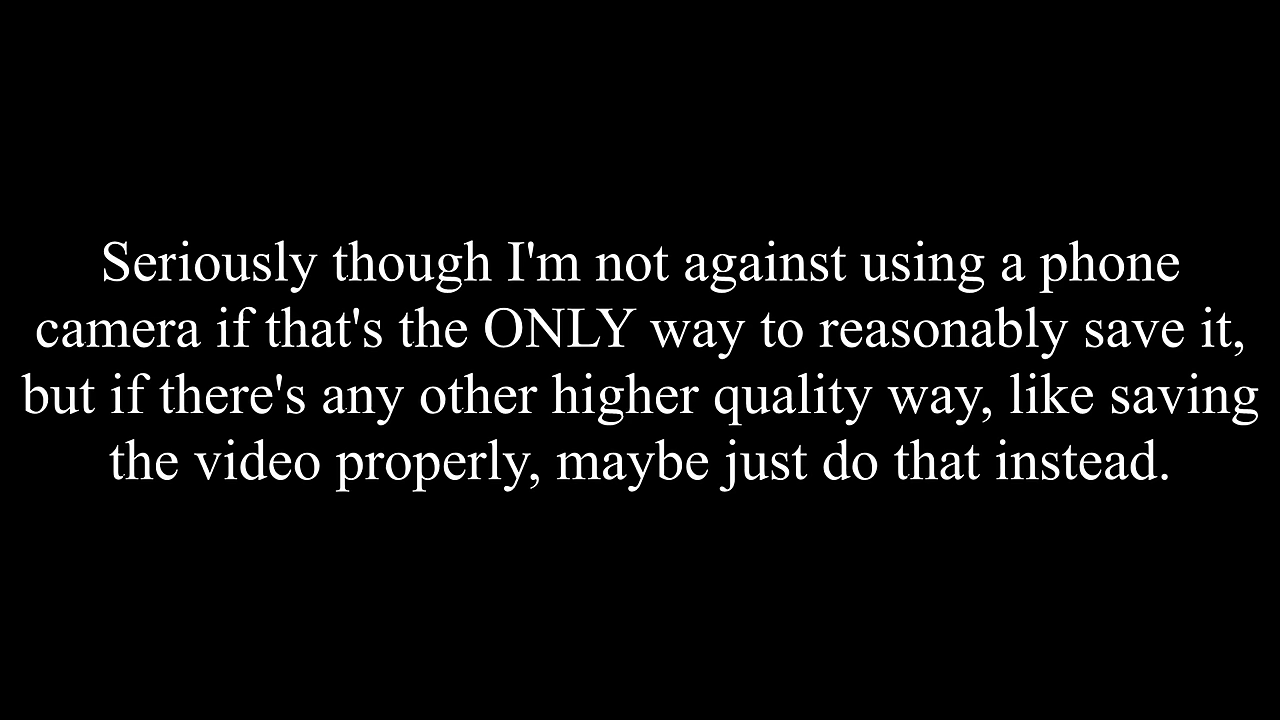 Seriously though I'm not against using a phone
camera if that's the ONLY way to reasonably save it,
but if there's any other higher quality way, like saving
the video properly, maybe just do that instead.